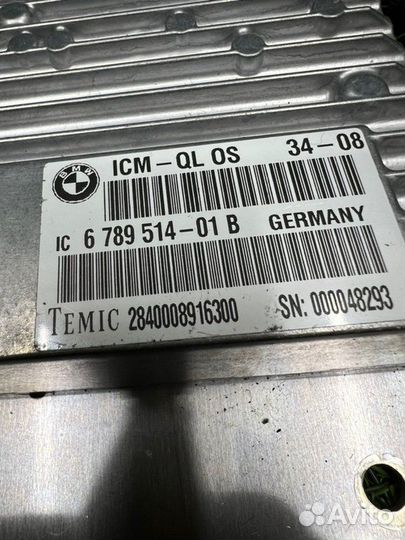 BMW
ICM-QL OS 34-08
IC 6 789 514-01 B GERMANY
TEMIC 2840008916300 SN: 000048293
Avito